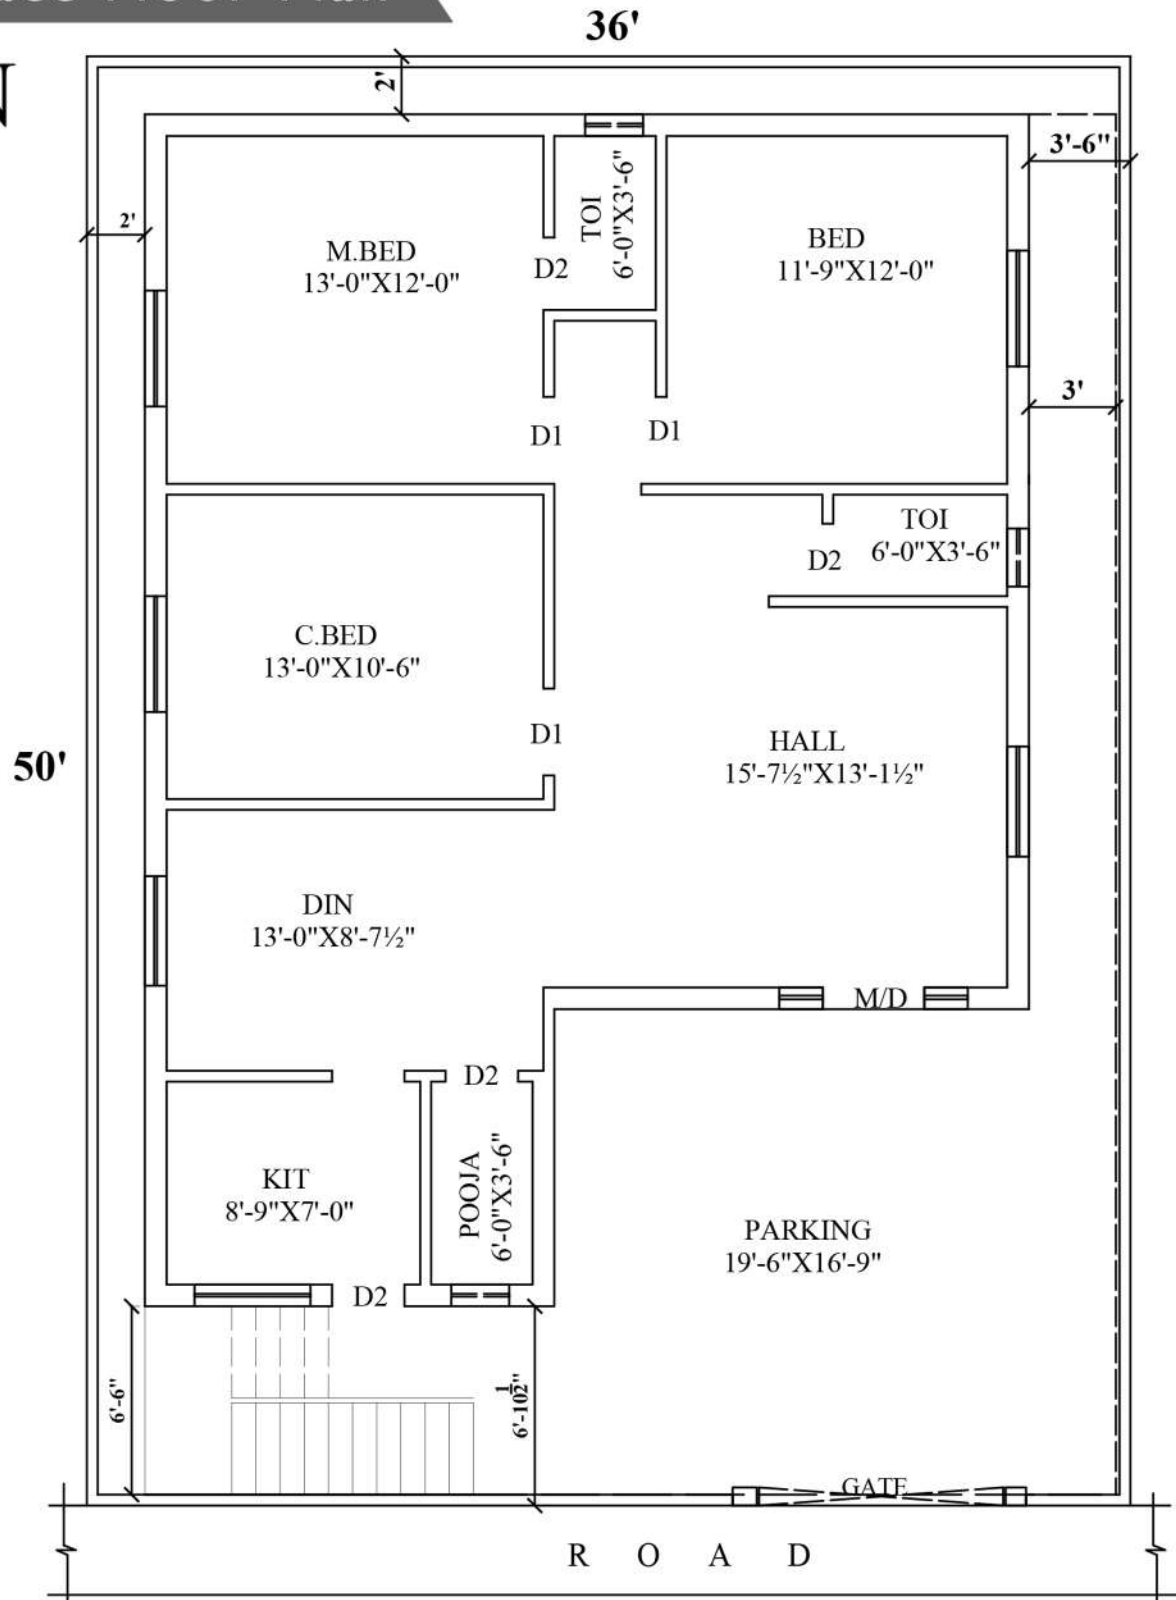 36'
N
2'
3'-6"
2'
TOI
6'-0"X3'-6"
M.BED
13'-0"X12'-0"
D2
BED
11'-9"X12'-0"
3'
D1
D1
TOI
6'-0"X3'-6"
D2
C.BED
13'-0"X10'-6"
D1
HALL
15'-7½"X13'-1½"
50'
DIN
13'-0"X8'-7½"
M/D
D2
KIT
8'-9"X7'-0"
POOJA
6'-0"X3'-6"
PARKING
19'-6"X16'-9"
D2
6'-6"
6'-10½"
GATE
ROAD